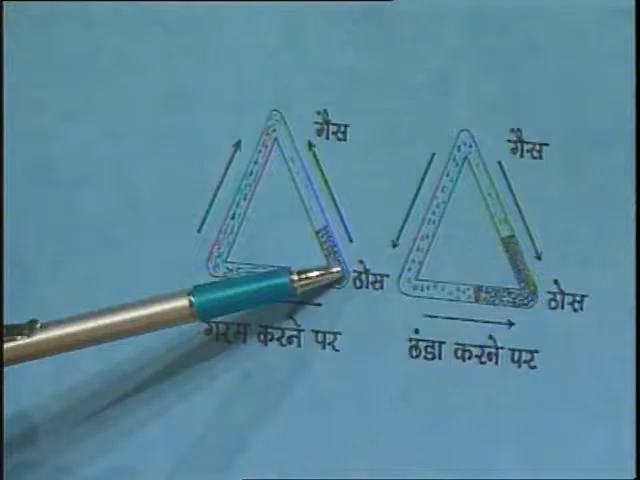 गैस
गैस
ठोस
ठोस
गरम करने पर
ठंडा करने पर